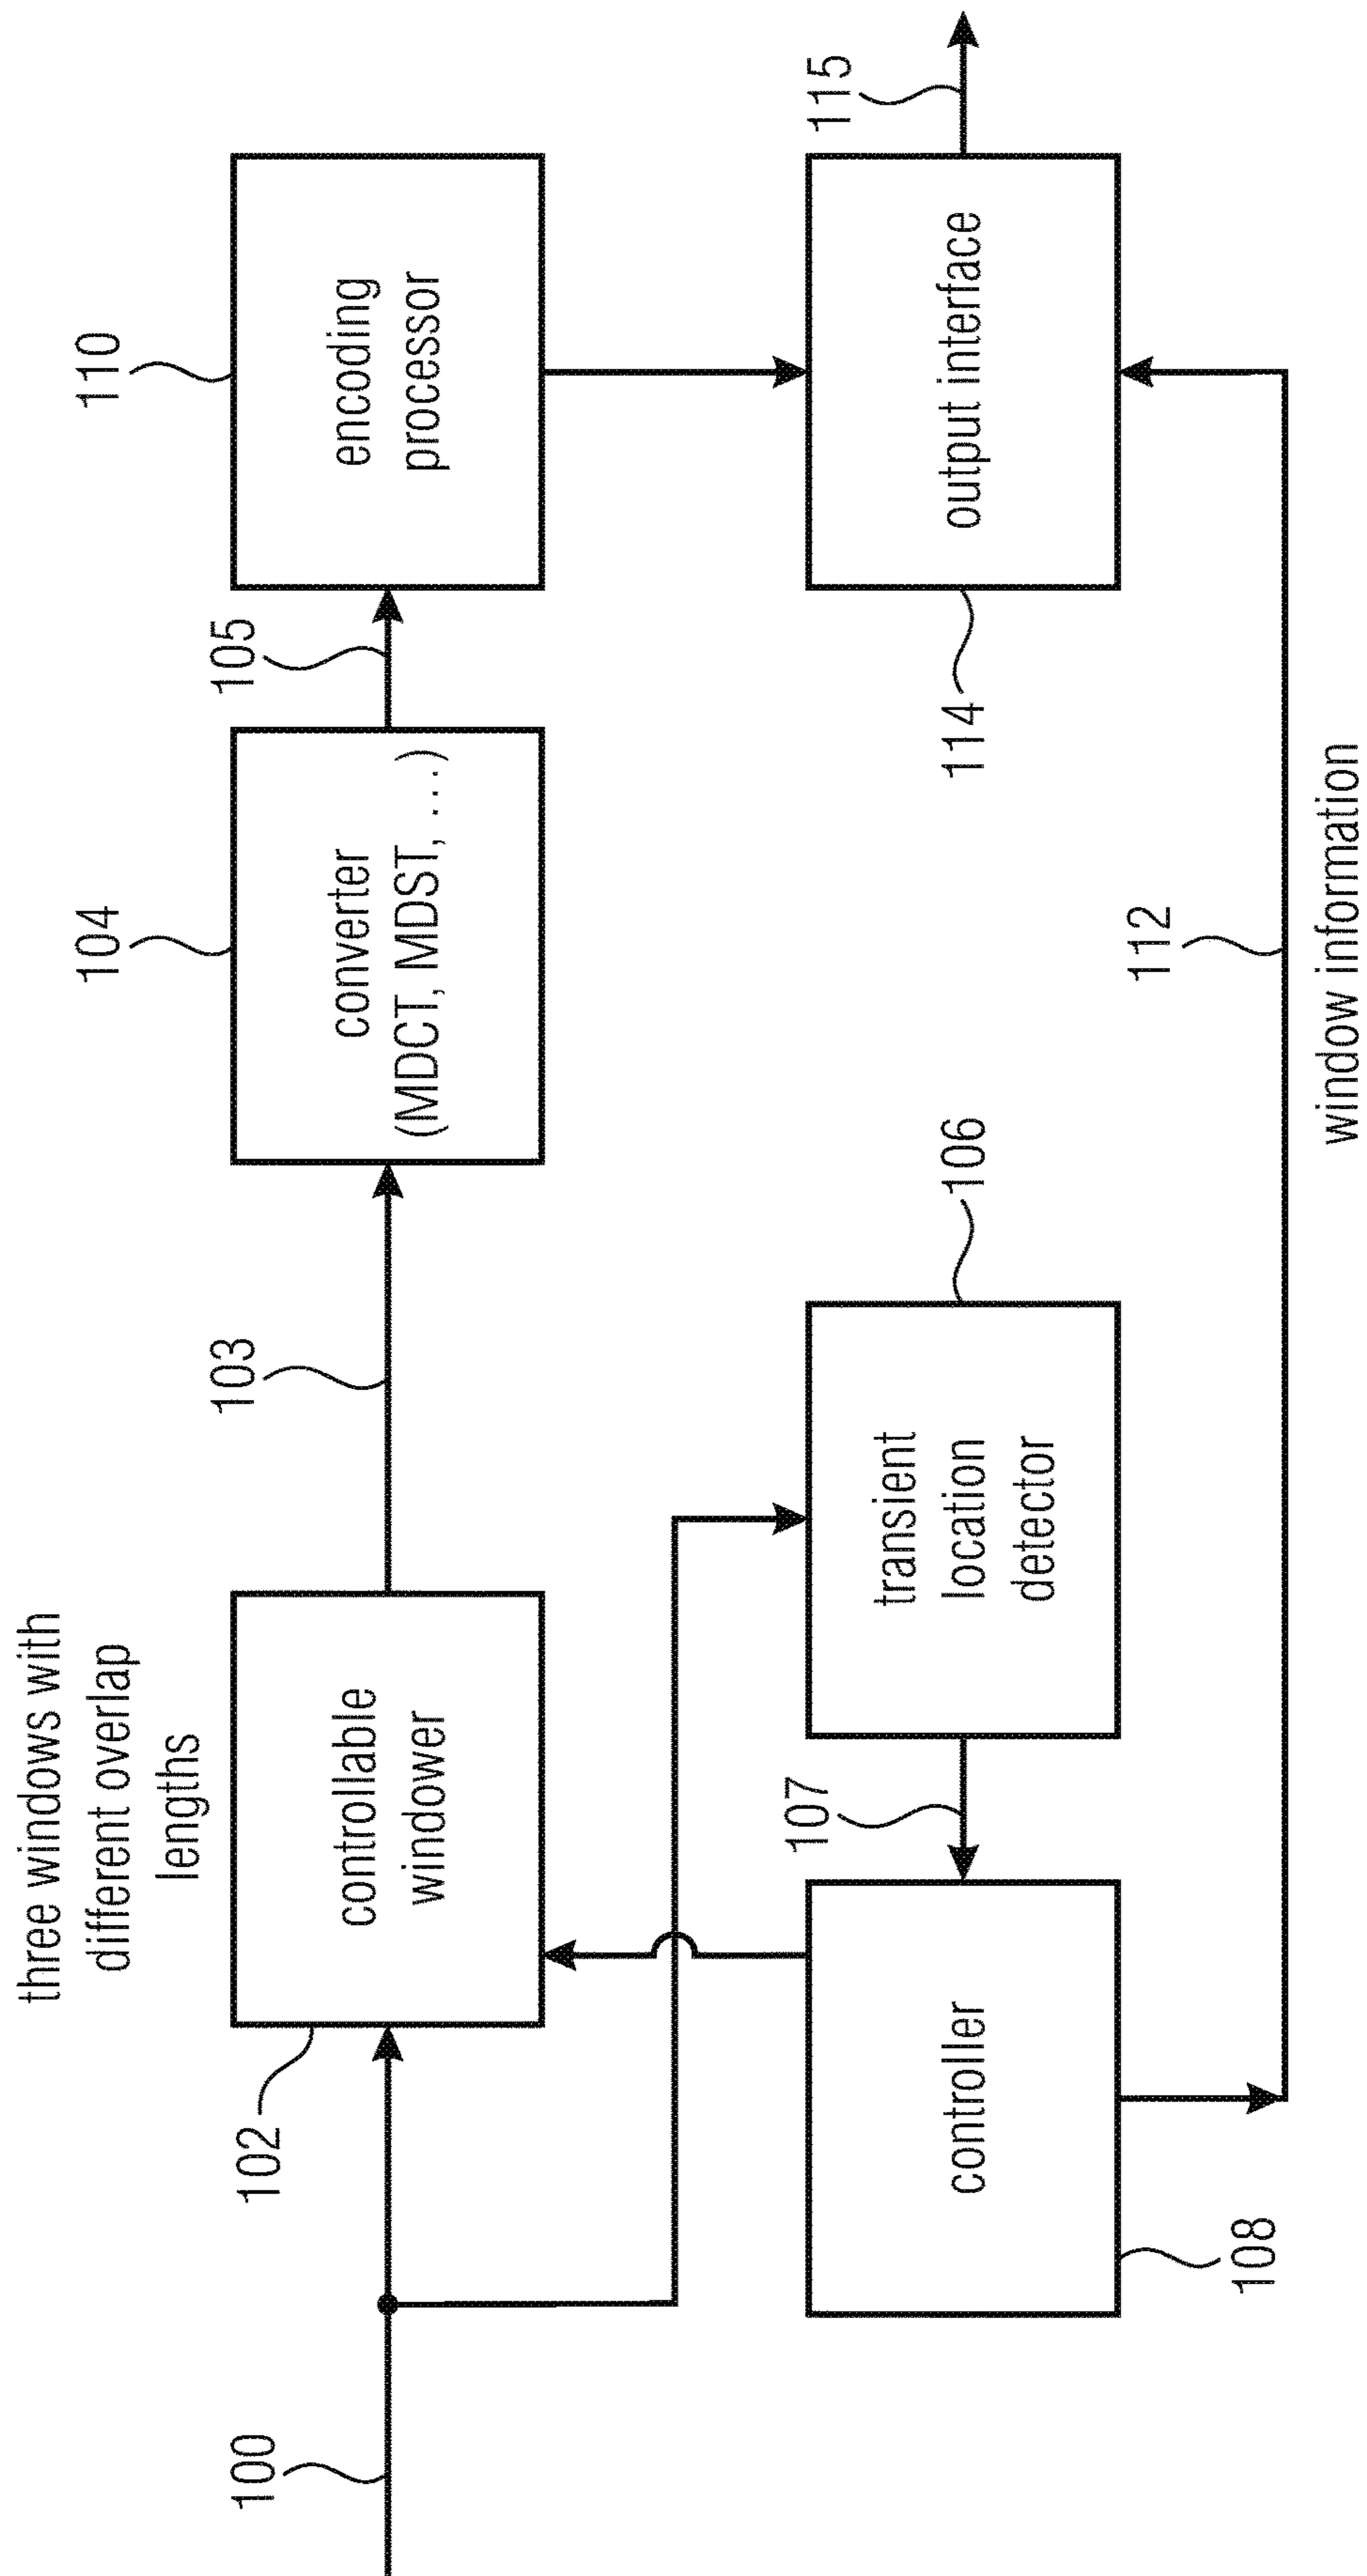 three windows with
different overlap
lengths
102
controllable
windower
100
103
104
converter
(MDCT, MDST, ...)
105
110
encoding
processor
108
controller
107
transient
location
detector
106
114
output interface
115
112
window information